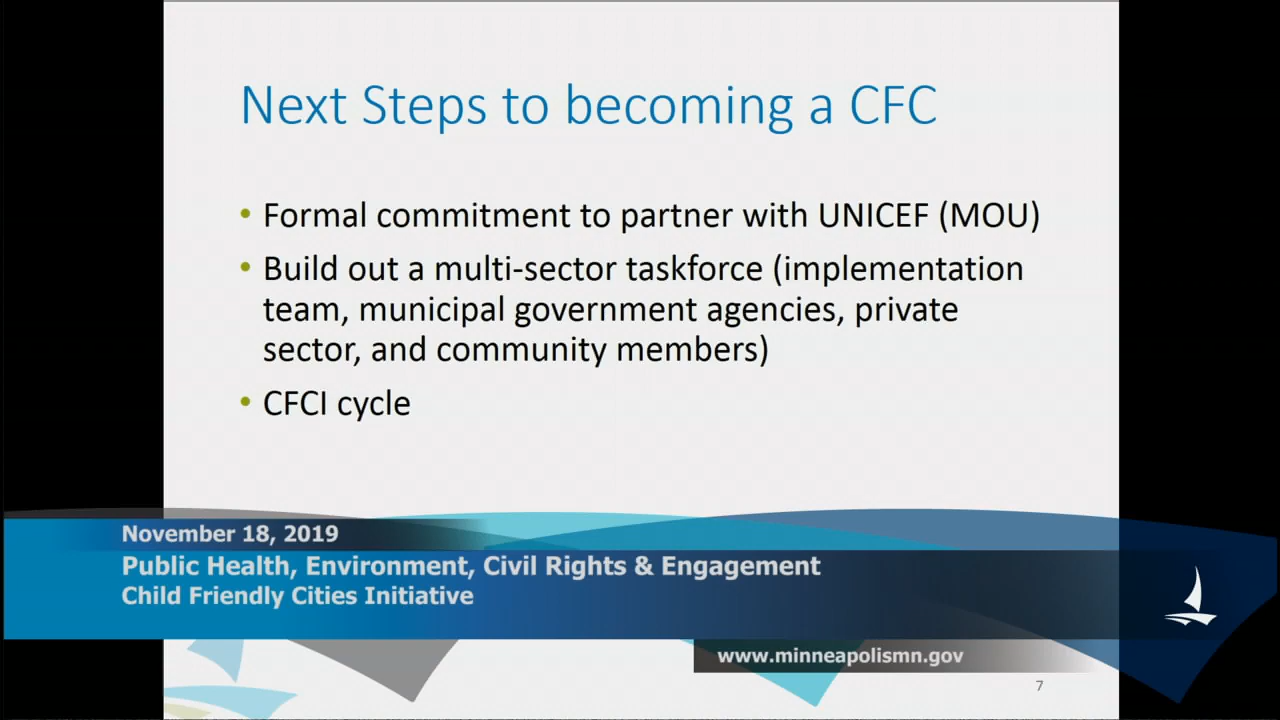 Next Steps to becoming a CFC
• Formal commitment to partner with UNICEF (MOU)
• Build out a multi-sector taskforce (implementation
team, municipal government agencies, private
sector, and community members)
• CFCI cycle
November 18, 2019
Public Health, Environment, Civil Rights & Engagement
Child Friendly Cities Initiative
www.minneapolismn.gov
7